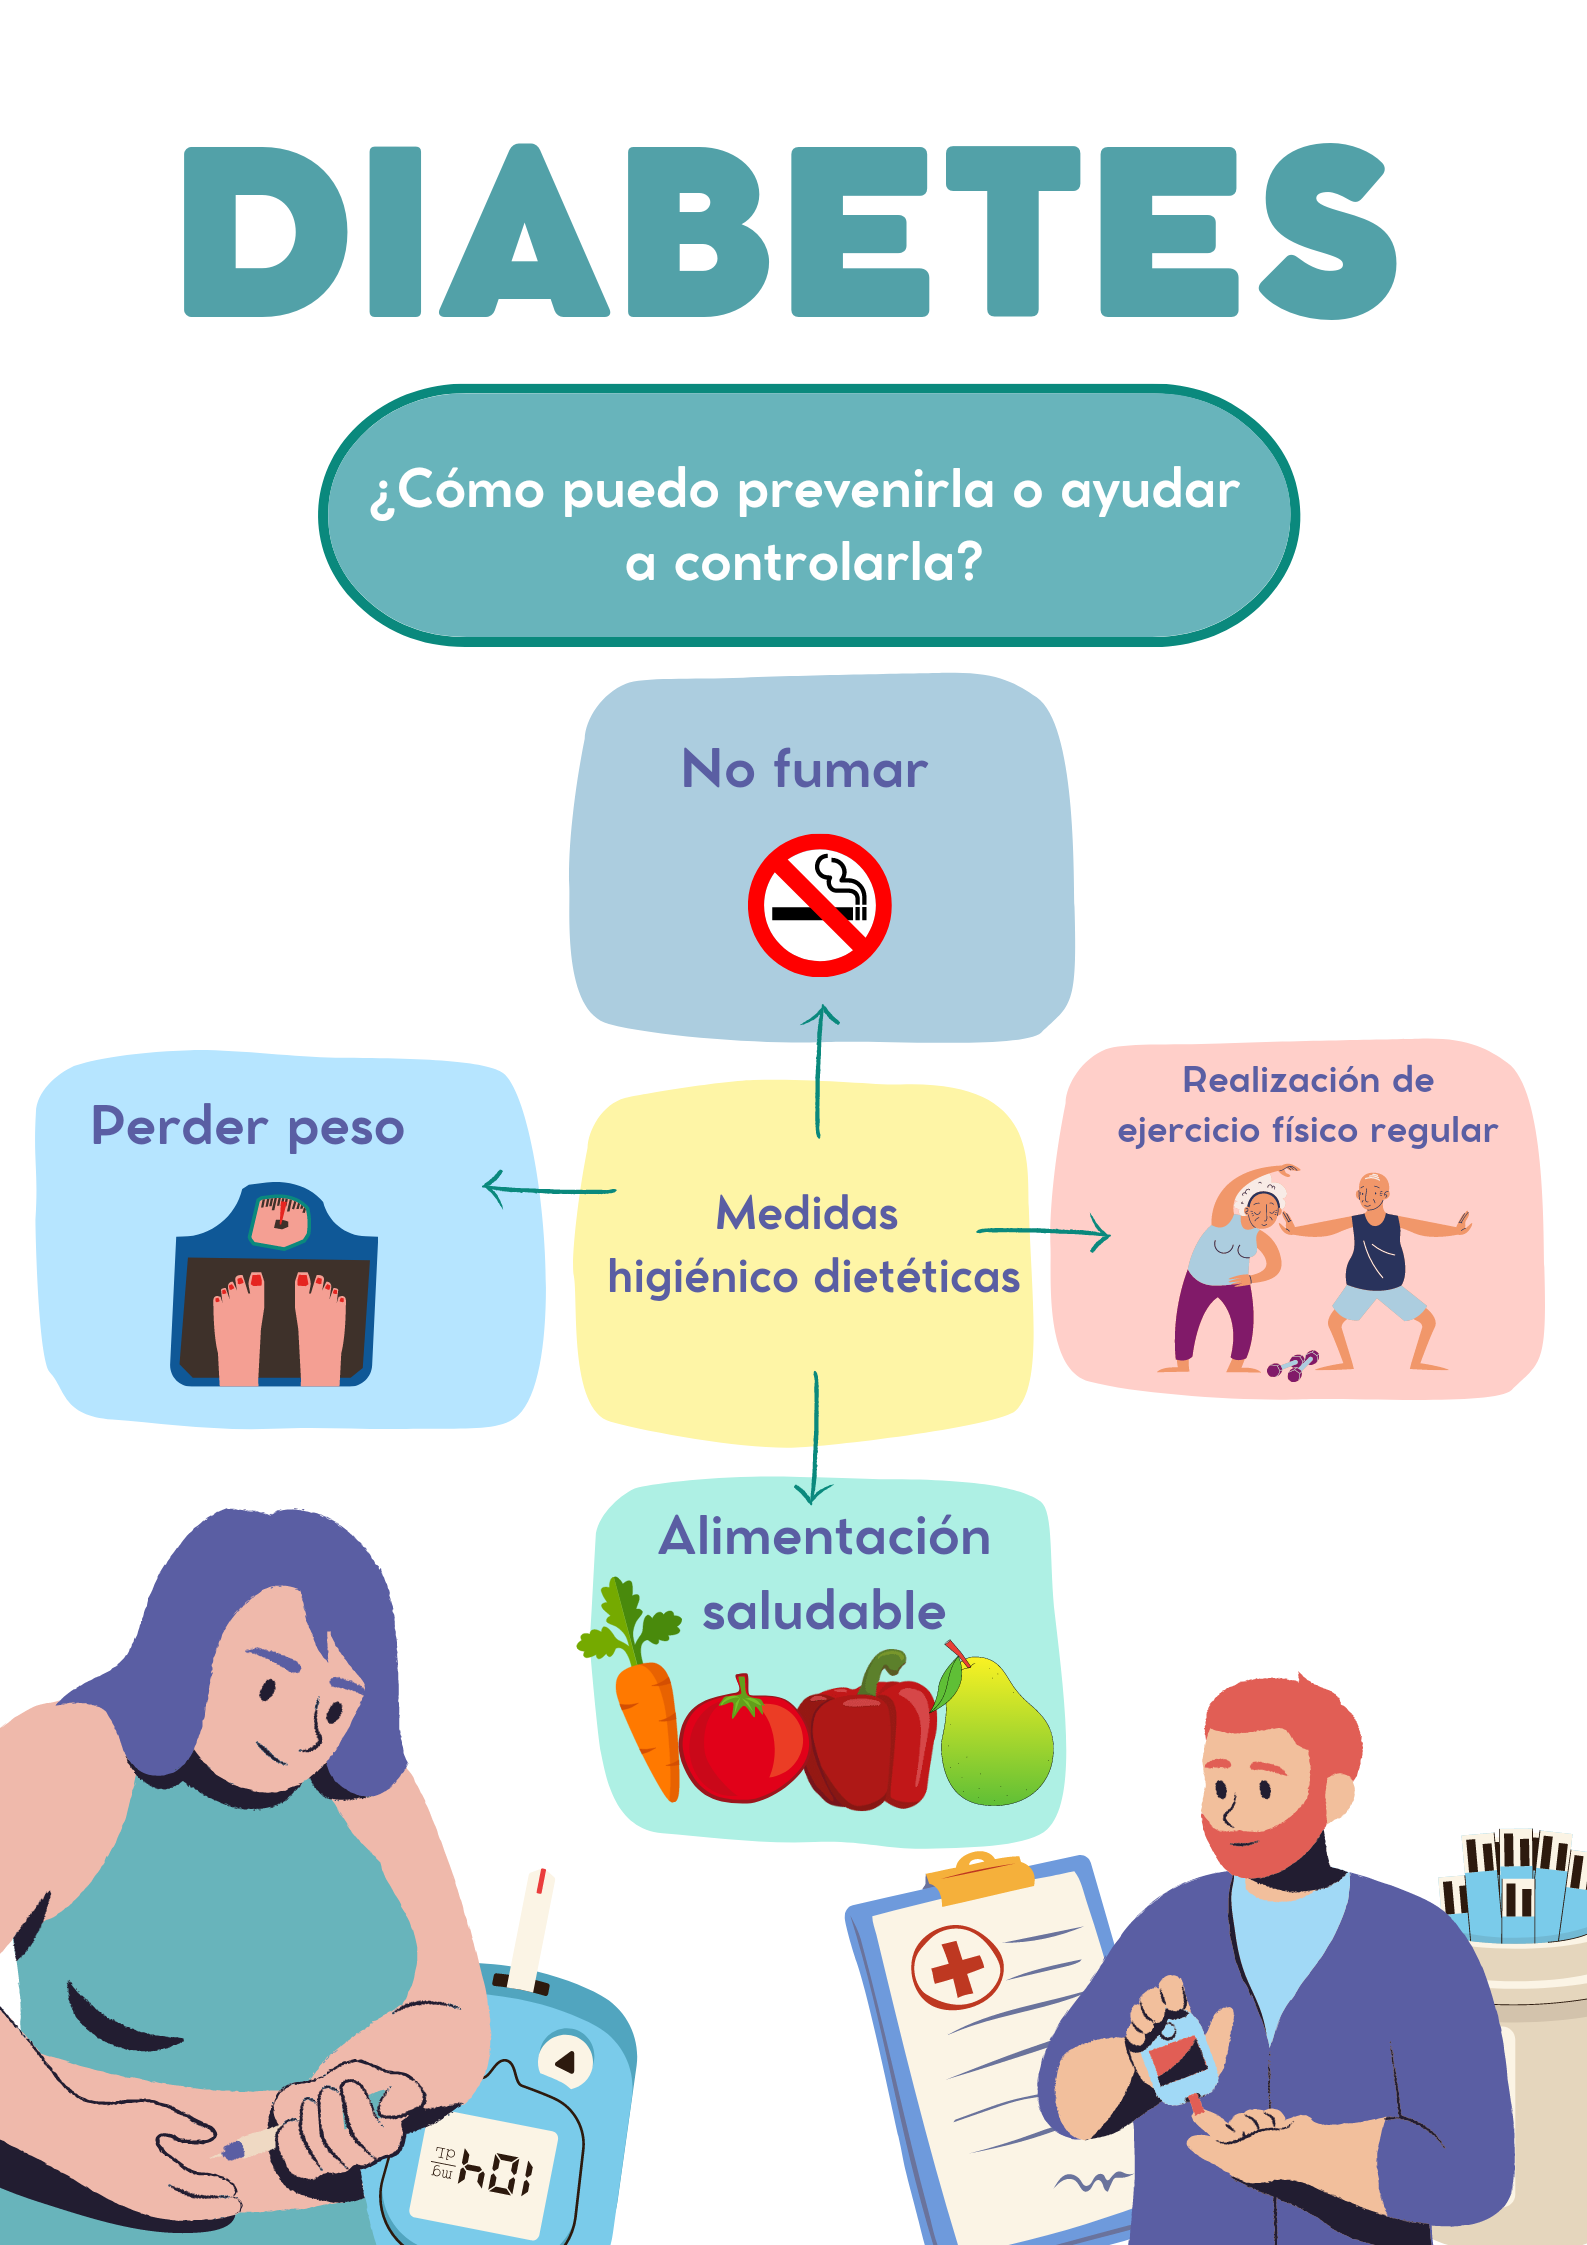 DIABETES
¿Cómo puedo prevenirla o ayudar
a controlarla?
No fumar
Perder peso
Realización de
ejercicio físico regular
Medidas
higiénico dietéticas
Alimentación
saludable
104 mg
dL